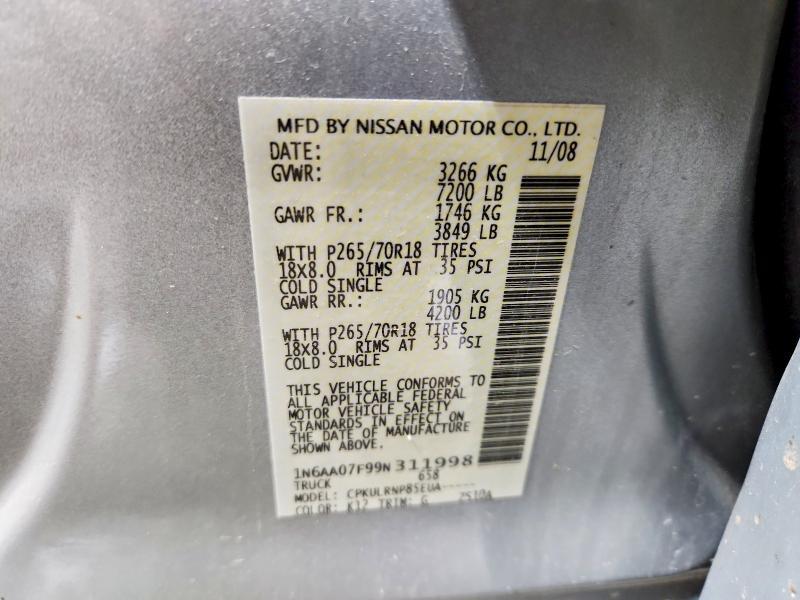 MFD BY NISSAN MOTOR CO., LTD.
DATE: 11/08
GVWR: 3266 KG
7200 LB
GAWR FR.: 1746 KG
3849 LB
WITH P265/70R18 TIRES
18X8.0 RIMS AT 35 PSI
COLD SINGLE
GAWR RR.: 1905 KG
4200 LB
WITH P265/70R18 TIRES
18X8.0 RIMS AT 35 PSI
COLD SINGLE
THIS VEHICLE CONFORMS TO
ALL APPLICABLE FEDERAL
MOTOR VEHICLE SAFETY
STANDARDS IN EFFECT ON
THE DATE OF MANUFACTURE
SHOWN ABOVE.
1N6AA07F99N311998
TRUCK 658
MODEL: CPKULRNP85EUA-----
COLOR: K12 TRIM: G 2510A